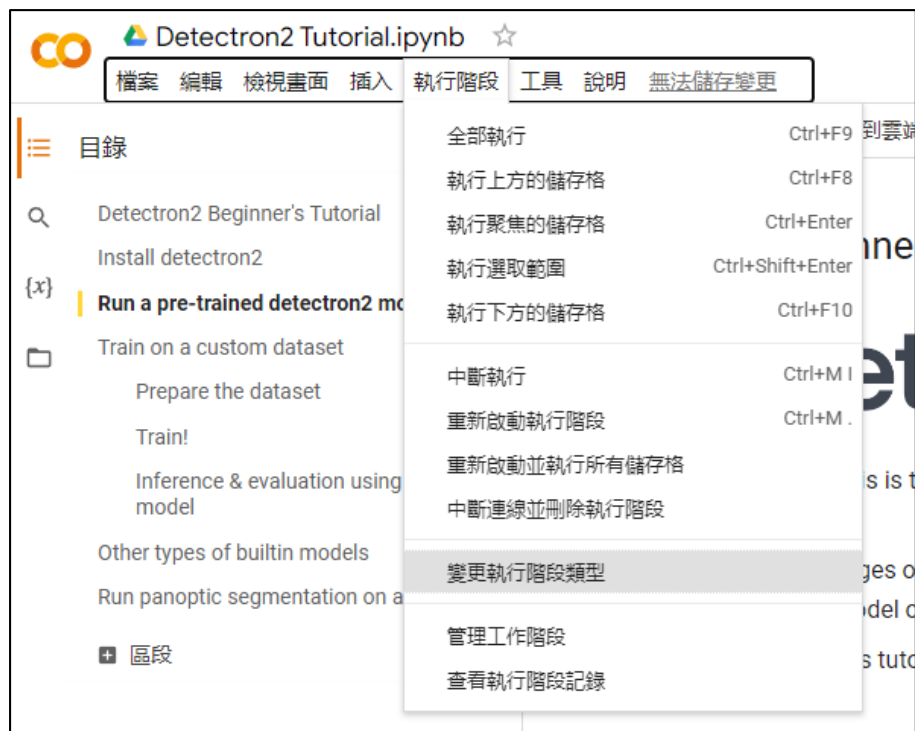 Detectron2 Tutorial.ipynb
檔案 編輯 檢視畫面 插入 執行階段 工具 說明 無法儲存變更
目錄
Detectron2 Beginner's Tutorial
Install detectron2
{x}
Run a pre-trained detectron2 mo
Train on a custom dataset
Prepare the dataset
Train!
Inference & evaluation using
model
Other types of builtin models
Run panoptic segmentation on a
區段
全部執行 Ctrl+F9
執行上方的儲存格 Ctrl+F8
執行聚焦的儲存格 Ctrl+Enter
執行選取範圍 Ctrl+Shift+Enter
執行下方的儲存格 Ctrl+F10
中斷執行 Ctrl+M I
重新啟動執行階段 Ctrl+M .
重新啟動並執行所有儲存格
中斷連線並刪除執行階段
變更執行階段類型
管理工作階段
查看執行階段記錄
到雲端
nne
et
s is t
ges o
del o
s tuto